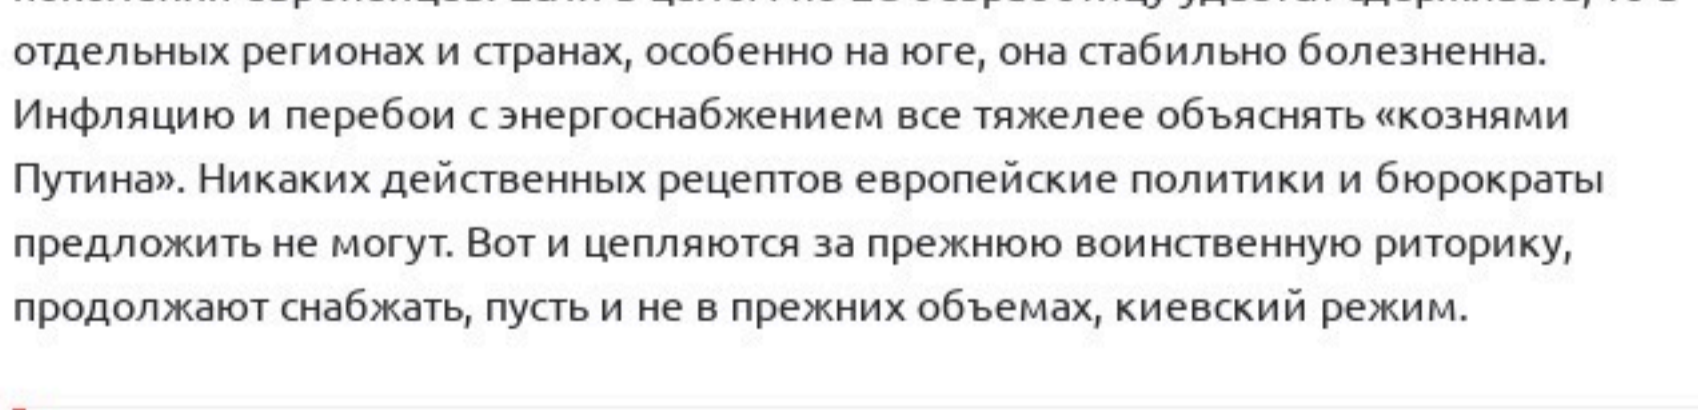 отдельных регионах и странах, особенно на юге, она стабильно болезненна.
Инфляцию и перебои с энергоснабжением все тяжелее объяснять «кознями
Путина». Никаких действенных рецептов европейские политики и бюрократы
предложить не могут. Вот и цепляются за прежнюю воинственную риторику,
продолжают снабжать, пусть и не в прежних объемах, киевский режим.